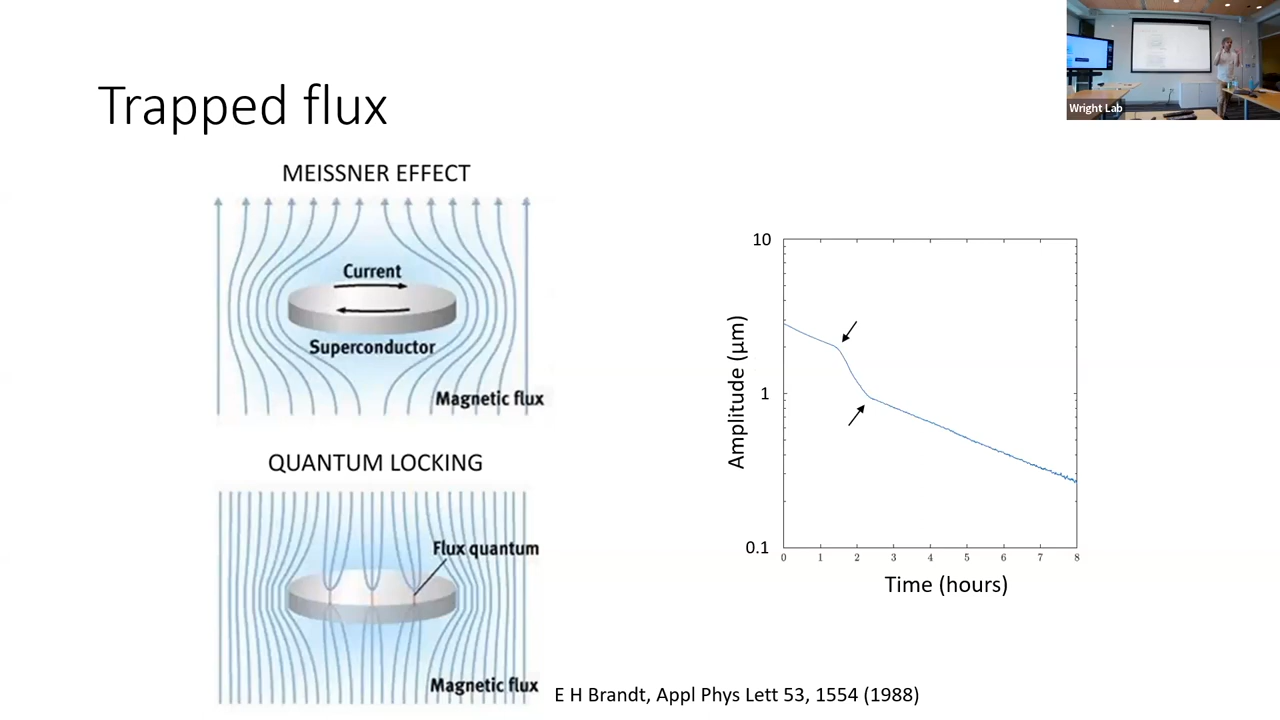 Wright Lab
Trapped flux
MEISSNER EFFECT
Current
Superconductor
Magnetic flux
QUANTUM LOCKING
Flux quantum
Magnetic flux
10
1
0.1
Amplitude (μm)
0 1 2 3 4 5 6 7 8
Time (hours)
E H Brandt, Appl Phys Lett 53, 1554 (1988)